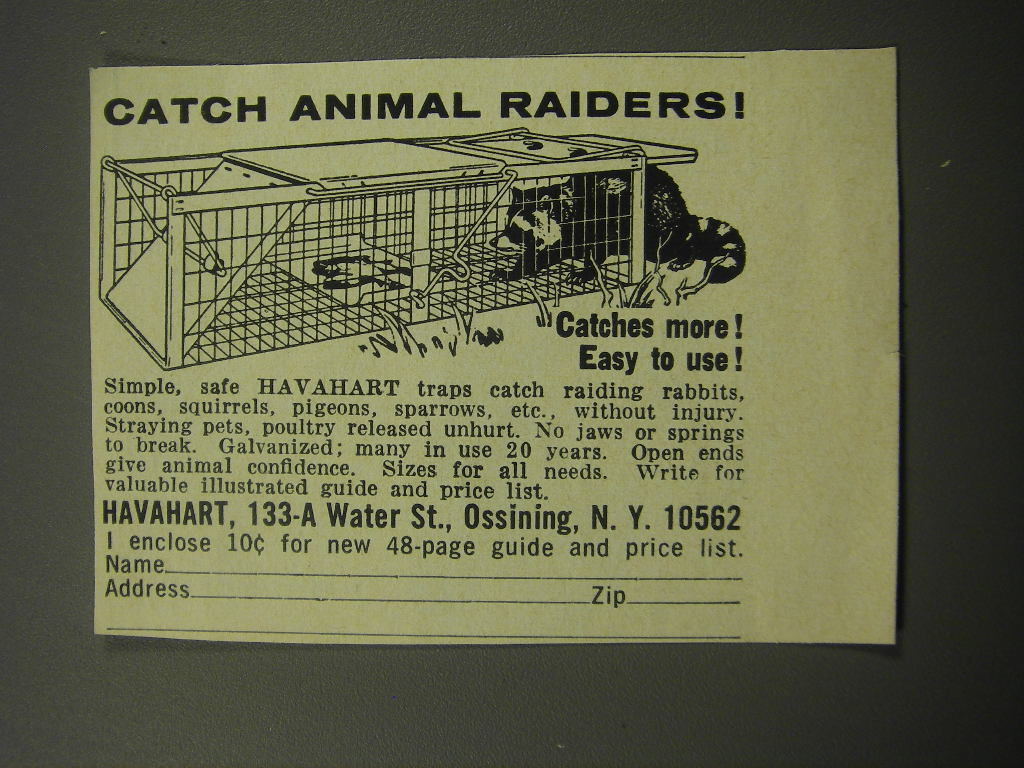 CATCH ANIMAL RAIDERS!
Catches more!
Easy to use!
Simple, safe HAVAHART traps catch raiding rabbits,
coons, squirrels, pigeons, sparrows, etc., without injury.
Straying pets, poultry released unhurt. No jaws or springs
to break. Galvanized; many in use 20 years. Open ends
give animal confidence. Sizes for all needs. Write for
valuable illustrated guide and price list.
HAVAHART, 133-A Water St., Ossining, N. Y. 10562
I enclose 10¢ for new 48-page guide and price list.
Name
Address Zip